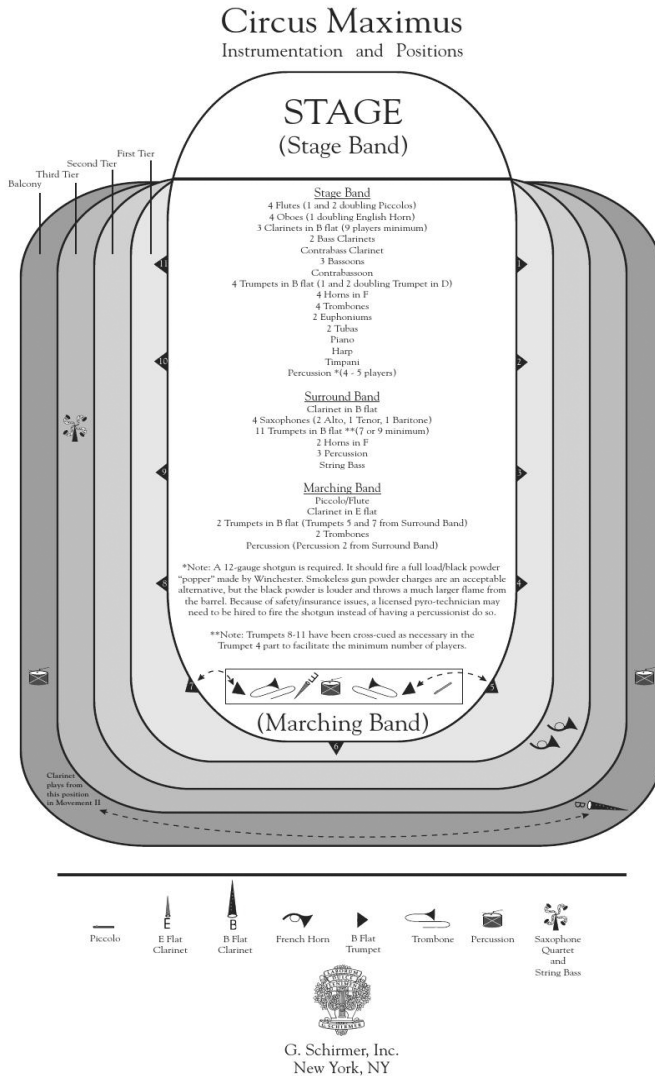 Circus Maximus
Instrumentation and Positions
STAGE
(Stage Band)
First Tier
Second Tier
Third Tier
Balcony
Stage Band
4 Flutes (1 and 2 doubling Piccolos)
4 Oboes (1 doubling English Horn)
3 Clarinets in B flat (9 players minimum)
2 Bass Clarinets
Contrabass Clarinet
3 Bassoons
Contrabassoon
4 Trumpets in B flat (1 and 2 doubling Trumpet in D)
4 Horns in F
4 Trombones
2 Euphoniums
2 Tubas
Piano
Harp
Timpani
Percussion *(4 - 5 players)
Surround Band
Clarinet in B flat
4 Saxophones (2 Alto, 1 Tenor, 1 Baritone)
11 Trumpets in B flat **(7 or 9 minimum)
2 Horns in F
3 Percussion
String Bass
Marching Band
Piccolo/Flute
Clarinet in E flat
2 Trumpets in B flat (Trumpets 5 and 7 from Surround Band)
2 Trombones
Percussion (Percussion 2 from Surround Band)
*Note: A 12-gauge shotgun is required. It should fire a full load/black powder
"popper" made by Winchester. Smokeless gun powder charges are an acceptable
alternative, but the black powder is louder and throws a much larger flame from
the barrel. Because of safety/insurance issues, a licensed pyro-technician may
need to be hired to fire the shotgun instead of having a percussionist do so.
**Note: Trumpets 8-11 have been cross-cued as necessary in the
Trumpet 4 part to facilitate the minimum number of players.
11
1
10
2
9
3
8
4
7
E
5
(Marching Band)
6
Clarinet
plays from
this position
in Movement II
B
E
B
Piccolo
E Flat
Clarinet
B Flat
Clarinet
French Horn
B Flat
Trumpet
Trombone
Percussion
Saxophone
Quartet
and
String Bass
LABORUM
DULCE
LENIMEN
G. SCHIRMER
G. Schirmer, Inc.
New York, NY